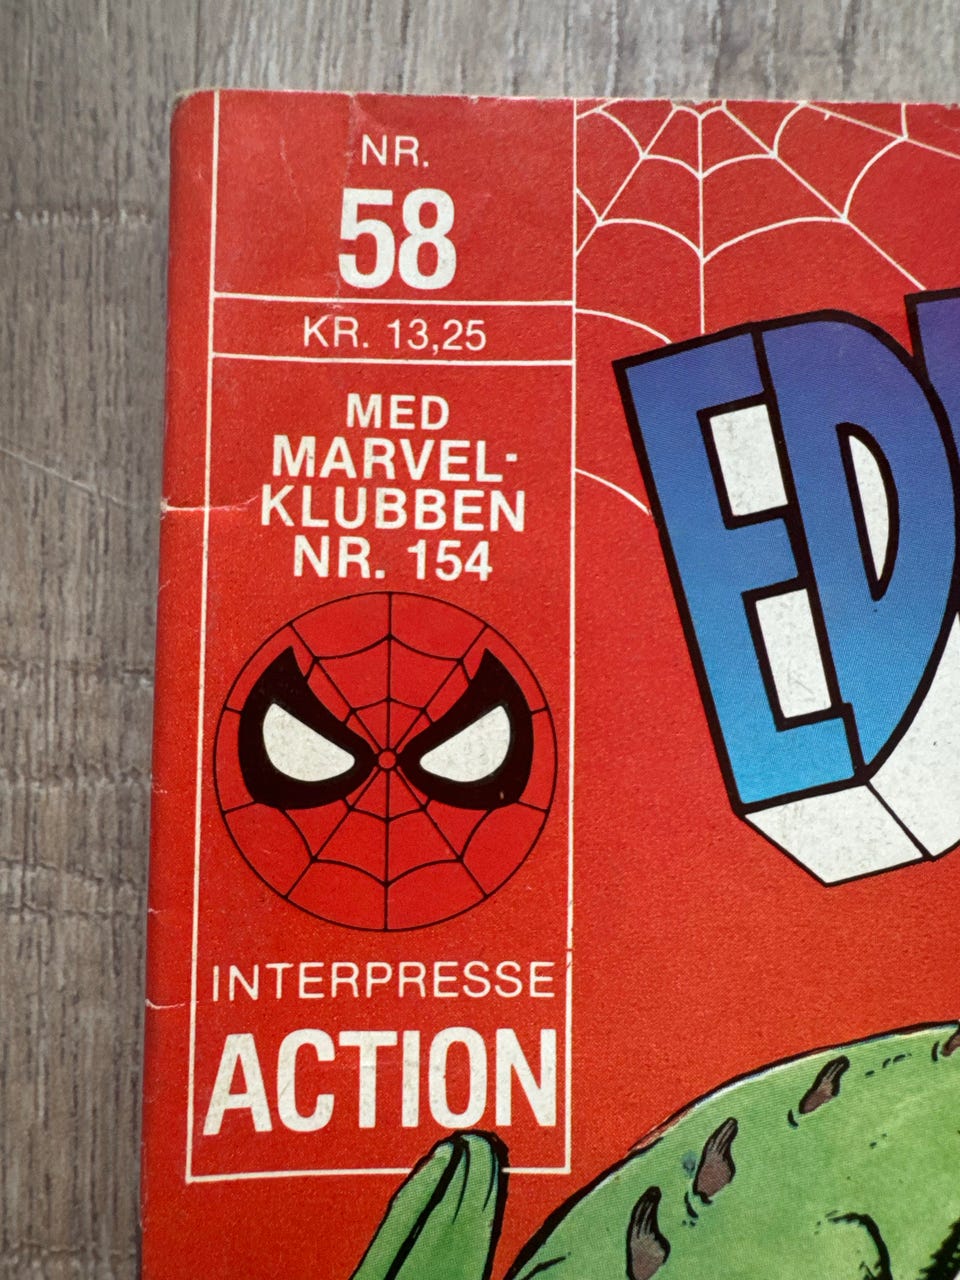 NR.
58
KR. 13,25
MED
MARVEL-
KLUBBEN
NR. 154
INTERPRESSE
ACTION